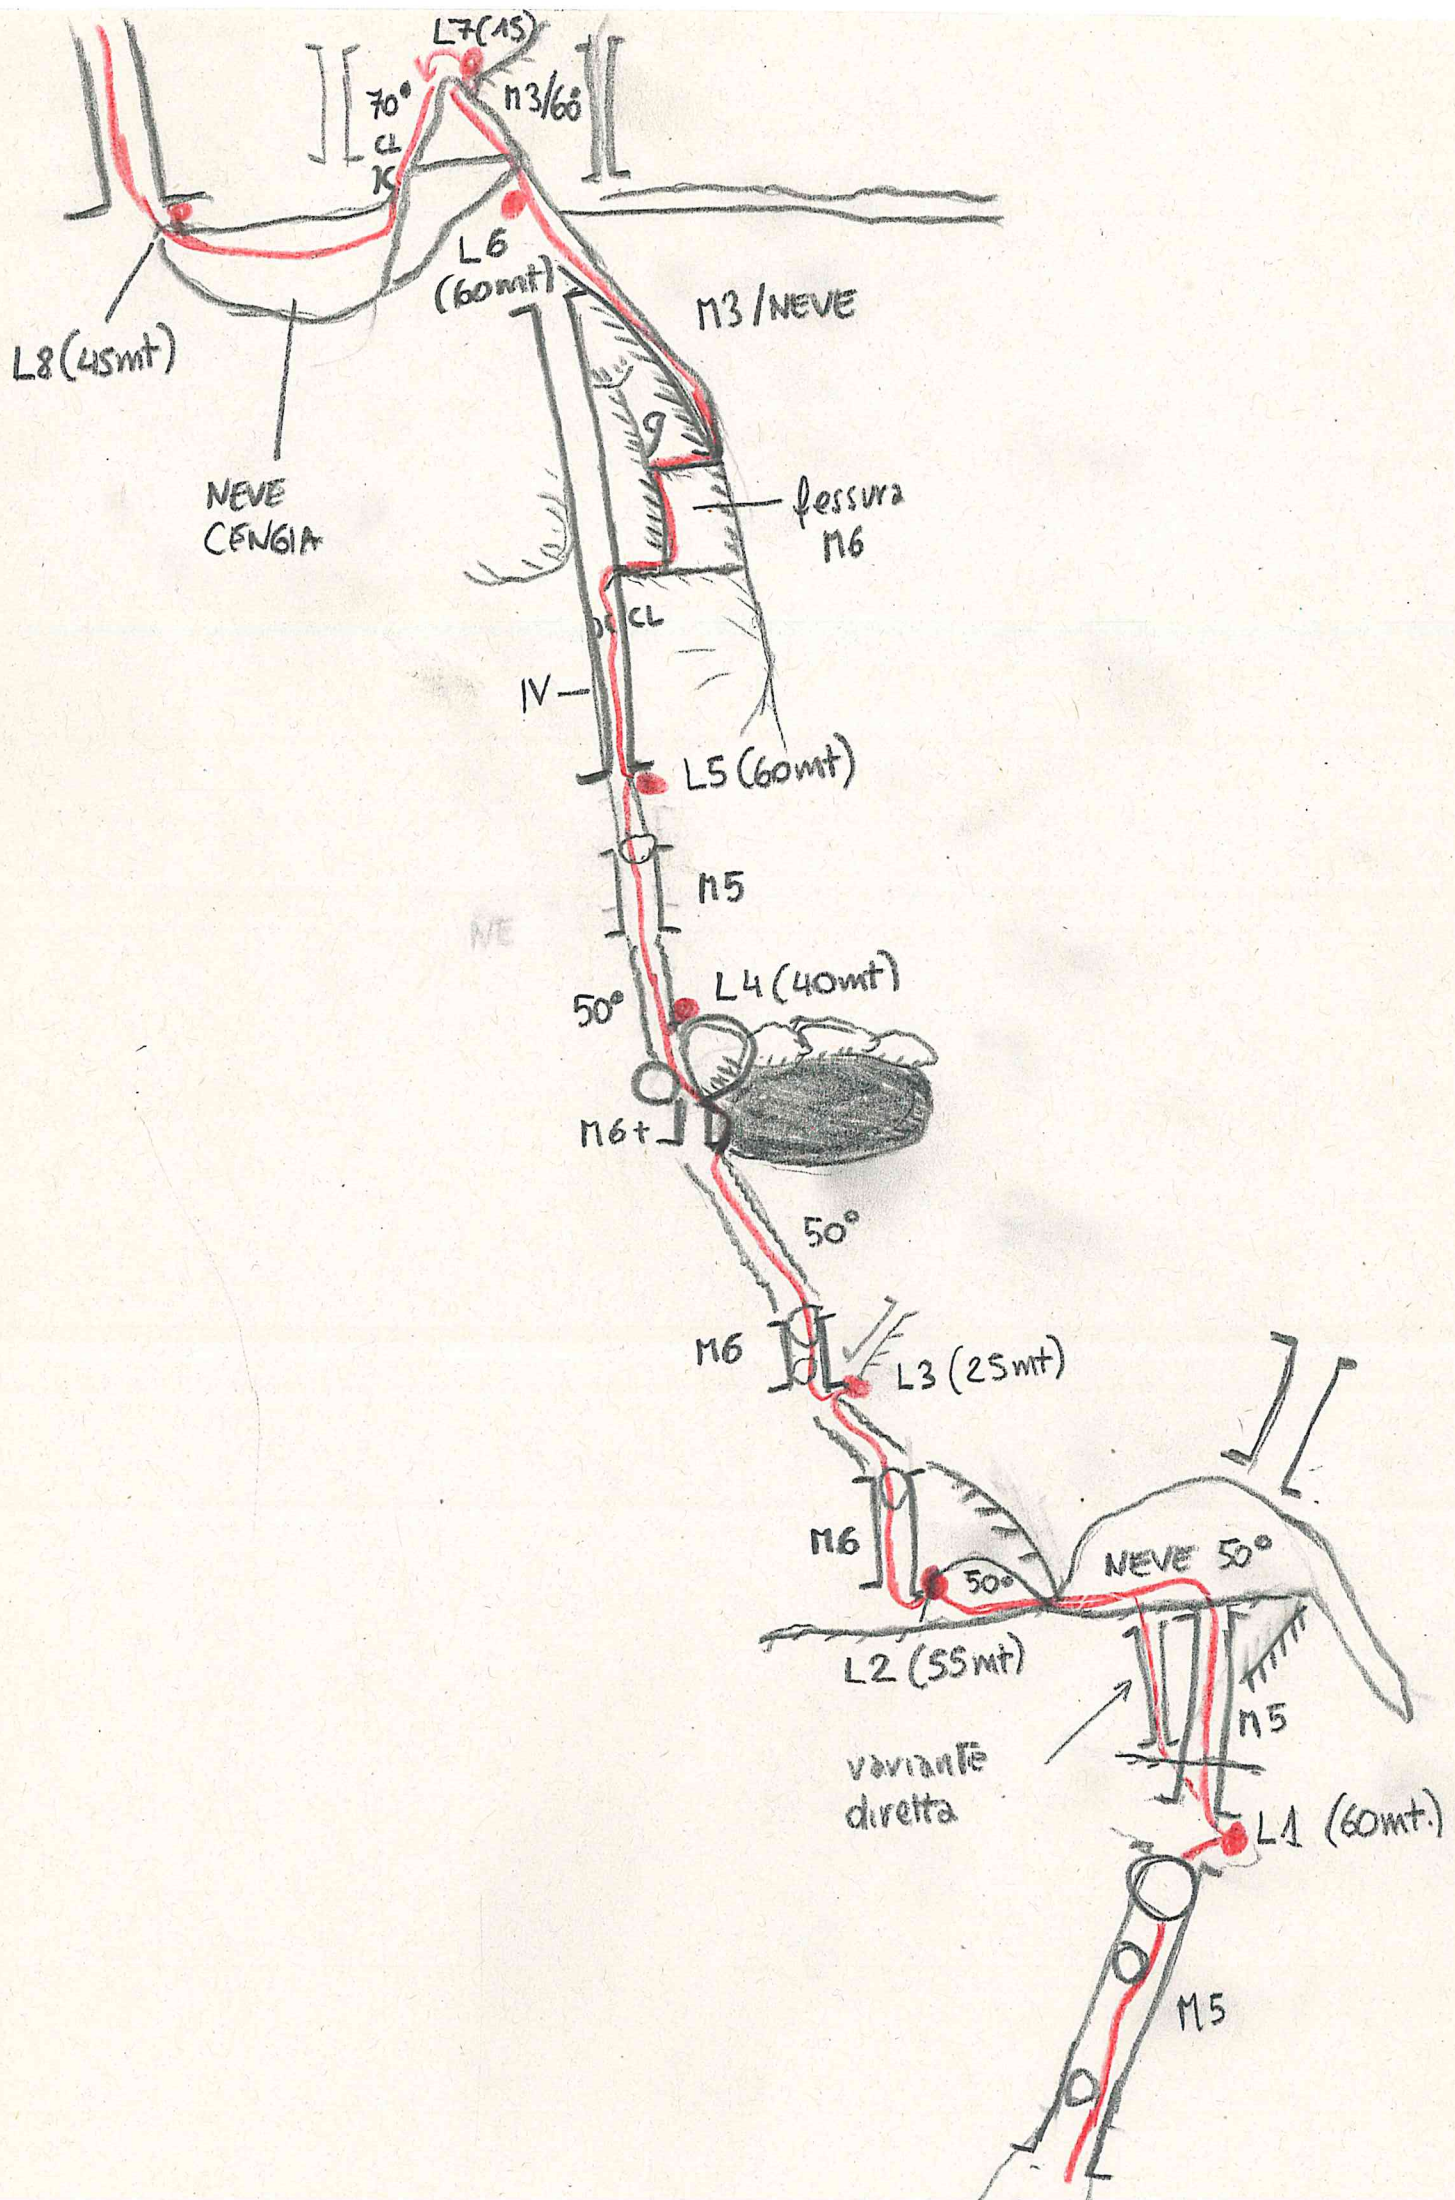 L7(15)
70°
M3/60°
CL
L6
(60mt)
M3/NEVE
L8(45mt)
NEVE
CENGIA
fessura
M6
CL
IV
L5(60mt)
M5
NE
L4(40mt)
50°
M6+
50°
M6
L3(25mt)
M6
50°
NEVE 50°
L2(55mt)
M5
variante
diretta
L1 (60mt.)
M5